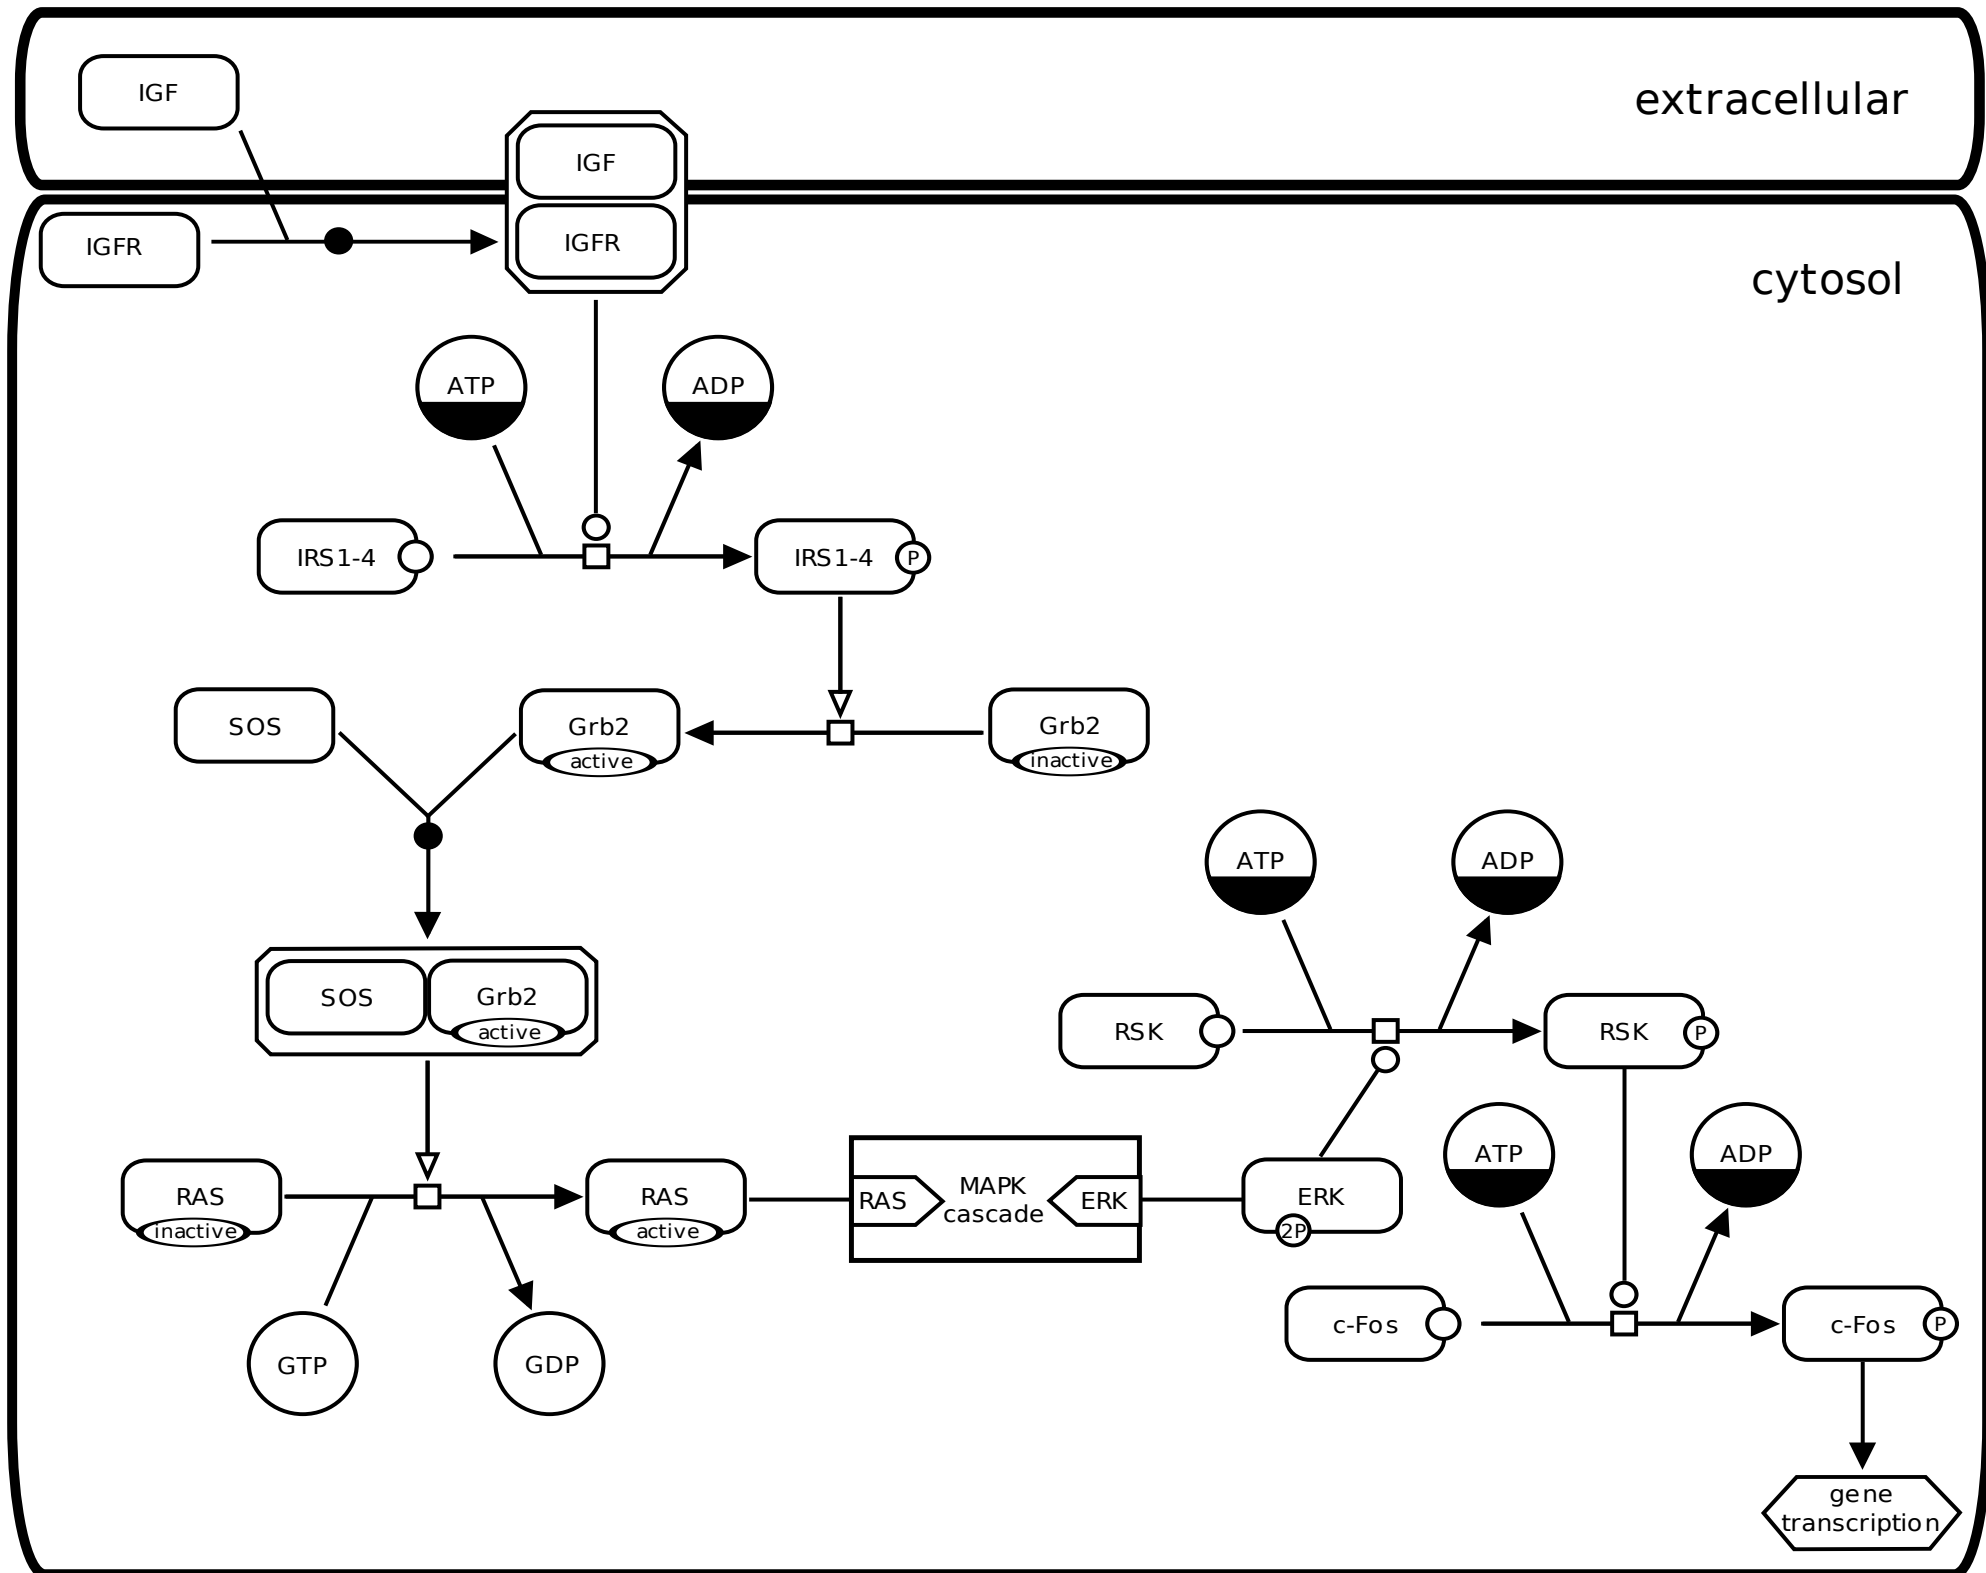 IGF
extracellular
IGF
IGFR
IGFR
cytosol
ATP
ADP
IRS1-4
IRS1-4
P
SOS
Grb2
active
Grb2
inactive
ATP
ADP
SOS
Grb2
active
RSK
RSK
P
ATP
ADP
RAS
inactive
RAS
active
RAS
MAPK
cascade
ERK
ERK
2P
GTP
GDP
c-Fos
c-Fos
P
gene
transcription